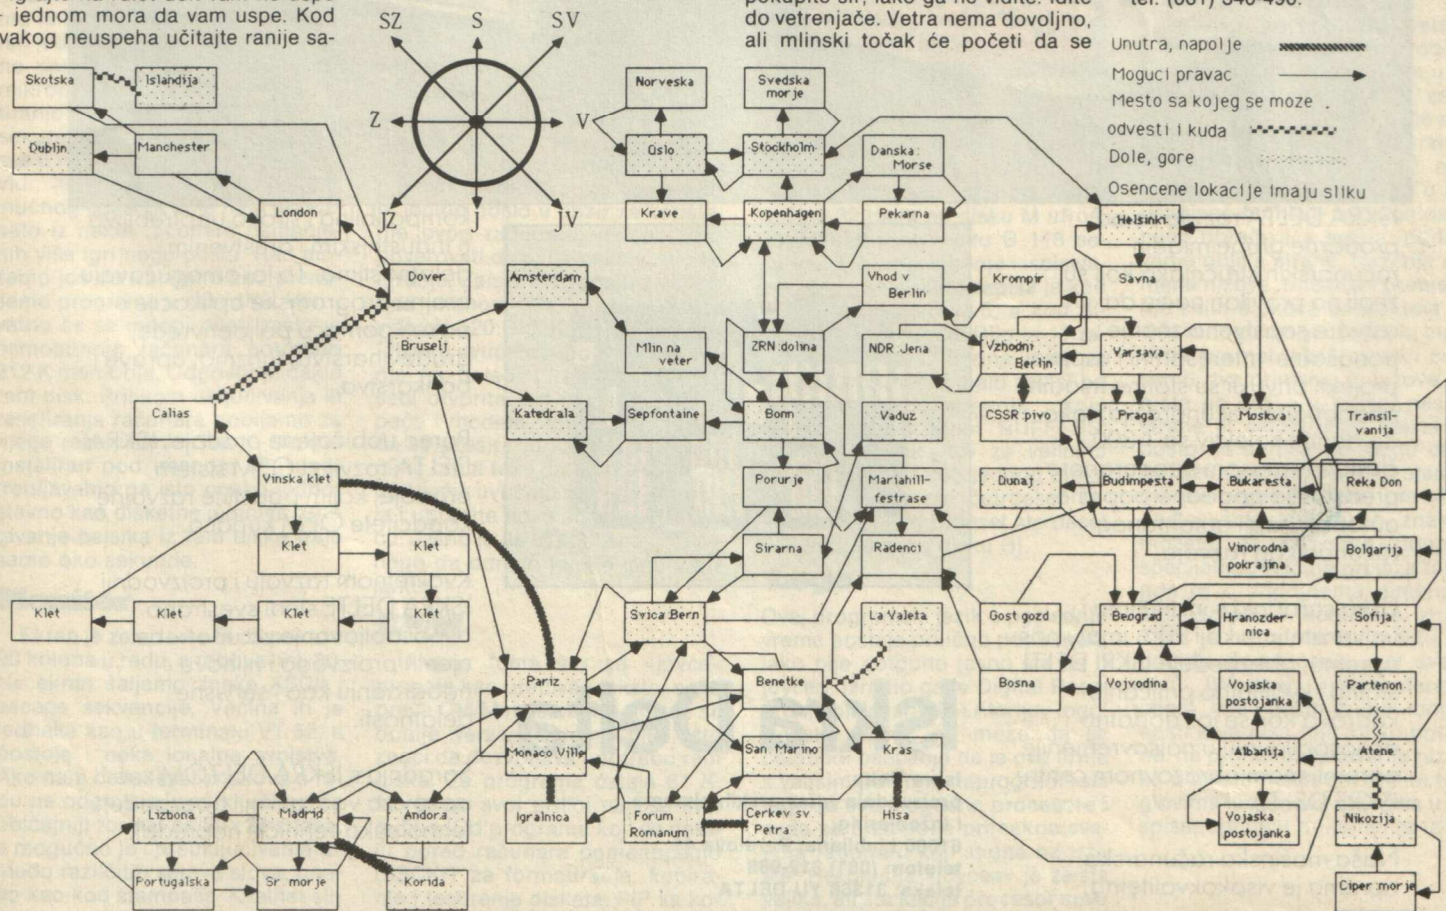 jednom mora da vam uspe. Kod
vakog neuspeha učitajte ranije sa-
pokupite sir, iako ga ne vidite. Idite
do vetrenjače. Vetra nema dovoljno,
ali mlinski točak će početi da se
SZ S SV
Z V
JZ J JV
Unutra, napolje
Moguci pravac
Mesto sa kojeg se moze
odvesti i kuda
Dole, gore
Osencene lokacije imaju sliku
Skotska
Islandija
Norveska
Svedska
morje
Dublin
Manchester
Oslo
Stockholm
Danska:
Morse
London
Krave
Kopenhagen
Pekarna
Helsinki
Dover
Amsterdam
Vhod v
Berlin
Krompir
Savna
Bruselj
Mlin na
veter
ZRN:dolina
NDR:Jena
Vzhodni
Berlin
Varsava
Calias
Katedrala
Sepfontaine
Bonn
Vaduz
CSSR:pivo
Praga
Moskva
Transil-
vanija
Vinska klet
Porurje
Mariahill-
festrase
Dunaj
Budimpesta
Bukaresta
Reka Don
Klet
Klet
Sirarna
Radenci
Vinorodna
pokrajina
Bolgarija
Klet
Klet
Klet
Klet
Svica:Bern
La Valeta
Gost gozd
Beograd
Hranozder-
nica
Sofija
Pariz
Benetke
Bosna
Vojvodina
Vojaska
postojanka
Partenon
Monaco Ville
San Marino
Kras
Albanija
Atene
Lizbona
Madrid
Andora
Igralnica
Forum
Romanum
Cerkev sv
Petra
Hisa
Vojaska
postojanka
Nikozija
Portugalska
Sr. morje
Korida
Ciper:morje